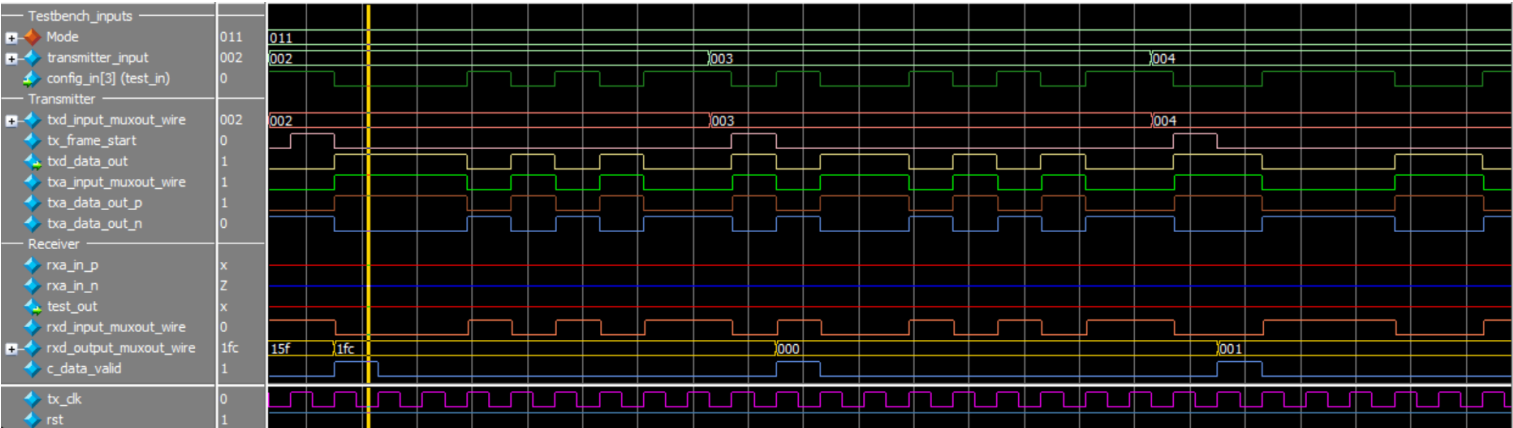 Testbench_inputs
Mode 011 011
transmitter_input 002 002 003 004
config_in[3] (test_in) 0
Transmitter
txd_input_muxout_wire 002 002 003 004
tx_frame_start 0
txd_data_out 1
txa_input_muxout_wire 1
txa_data_out_p 1
txa_data_out_n 0
Receiver
rxa_in_p x
rxa_in_n Z
test_out x
rxd_input_muxout_wire 0
rxd_output_muxout_wire 1fc 15f 1fc 000 001
c_data_valid 1
tx_clk 0
rst 1